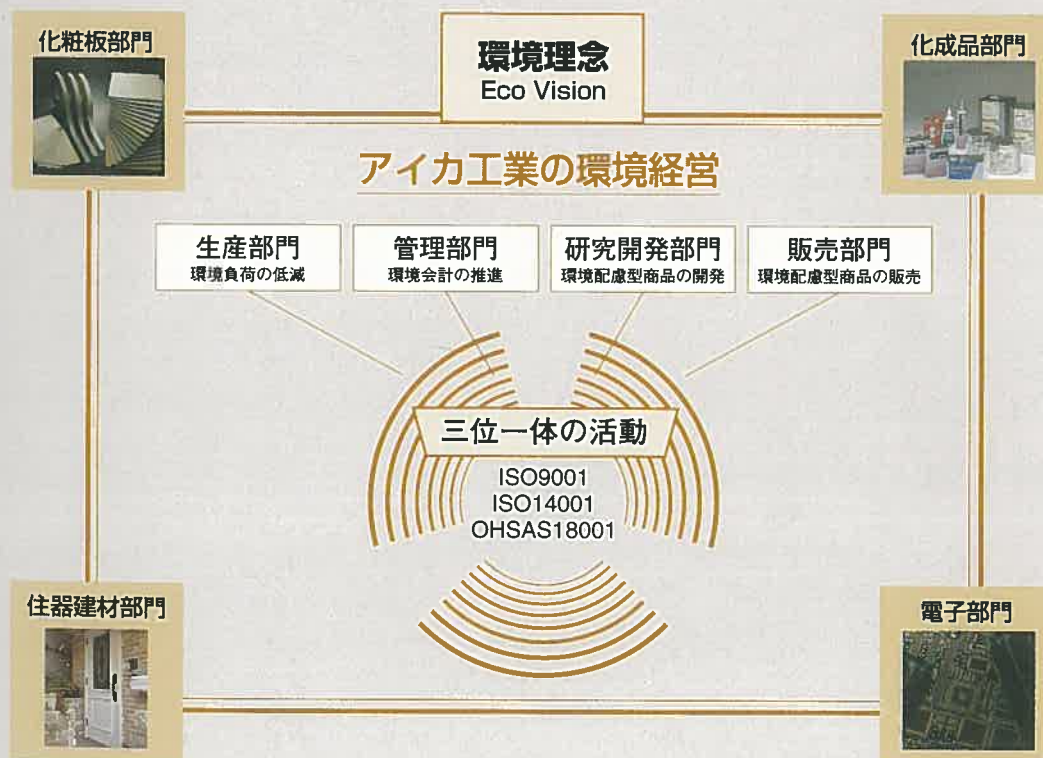 化粧板部門
環境理念
Eco Vision
化成品部門
アイカ工業の環境経営
生産部門
環境負荷の低減
管理部門
環境会計の推進
研究開発部門
環境配慮型商品の開発
販売部門
環境配慮型商品の販売
三位一体の活動
ISO9001
ISO14001
OHSAS18001
住器建材部門
電子部門